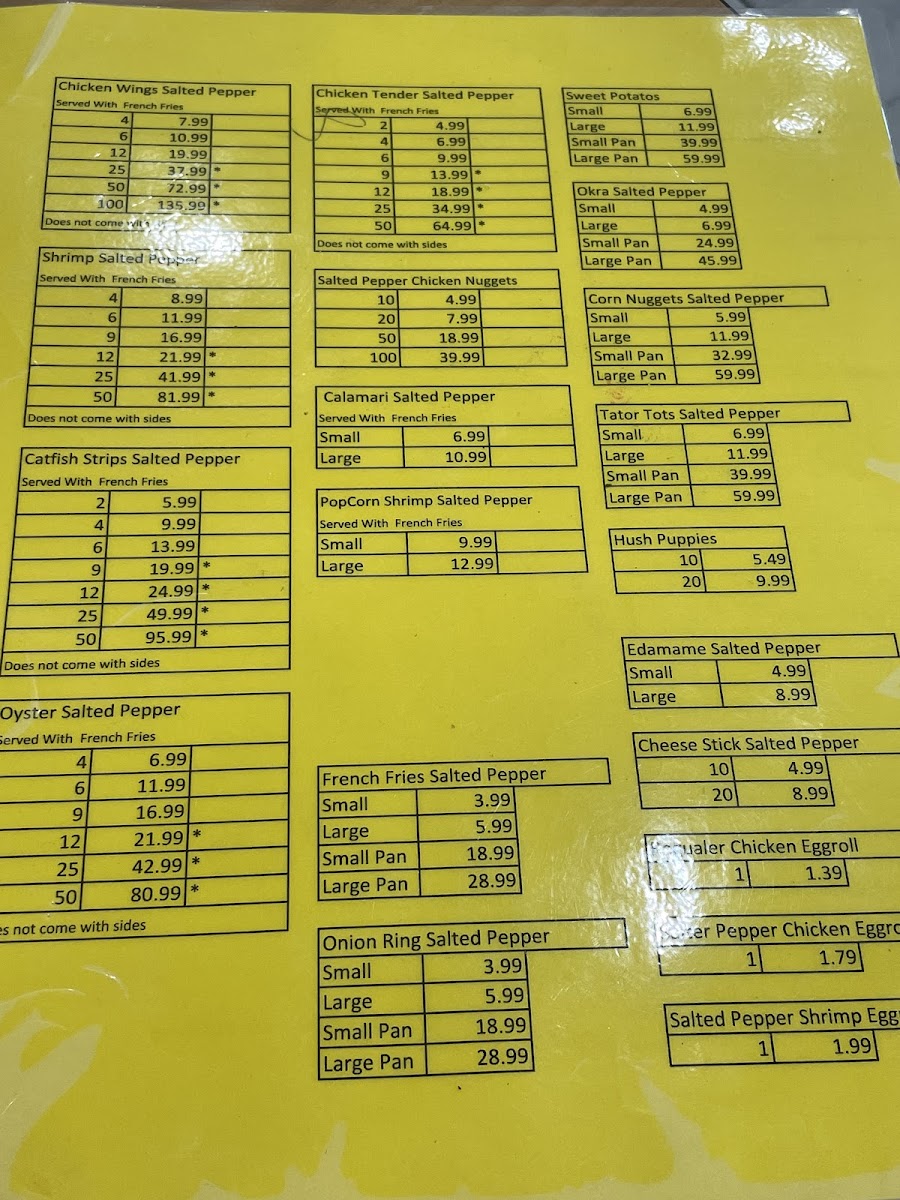 Chicken Wings Salted Pepper
Served With French Fries
4 7.99
6 10.99
12 19.99
25 37.99 *
50 72.99 *
100 135.99 *
Does not come
Shrimp Salted Pepper
Served With French Fries
4 8.99
6 11.99
9 16.99
12 21.99 *
25 41.99 *
50 81.99 *
Does not come with sides
Catfish Strips Salted Pepper
Served With French Fries
2 5.99
4 9.99
6 13.99
9 19.99 *
12 24.99 *
25 49.99 *
50 95.99 *
Does not come with sides
Oyster Salted Pepper
Served With French Fries
4 6.99
6 11.99
9 16.99
12 21.99 *
25 42.99 *
50 80.99 *
es not come with sides
Chicken Tender Salted Pepper
Served With French Fries
2 4.99
4 6.99
6 9.99
9 13.99 *
12 18.99 *
25 34.99 *
50 64.99 *
Does not come with sides
Salted Pepper Chicken Nuggets
10 4.99
20 7.99
50 18.99
100 39.99
Calamari Salted Pepper
Served With French Fries
Small 6.99
Large 10.99
PopCorn Shrimp Salted Pepper
Served With French Fries
Small 9.99
Large 12.99
French Fries Salted Pepper
Small 3.99
Large 5.99
Small Pan 18.99
Large Pan 28.99
Onion Ring Salted Pepper
Small 3.99
Large 5.99
Small Pan 18.99
Large Pan 28.99
Sweet Potatos
Small 6.99
Large 11.99
Small Pan 39.99
Large Pan 59.99
Okra Salted Pepper
Small 4.99
Large 6.99
Small Pan 24.99
Large Pan 45.99
Corn Nuggets Salted Pepper
Small 5.99
Large 11.99
Small Pan 32.99
Large Pan 59.99
Tator Tots Salted Pepper
Small 6.99
Large 11.99
Small Pan 39.99
Large Pan 59.99
Hush Puppies
10 5.49
20 9.99
Edamame Salted Pepper
Small 4.99
Large 8.99
Cheese Stick Salted Pepper
10 4.99
20 8.99
Chicken Eggroll
1 1.39
Pepper Chicken Eggro
1 1.79
Salted Pepper Shrimp Egg
1 1.99